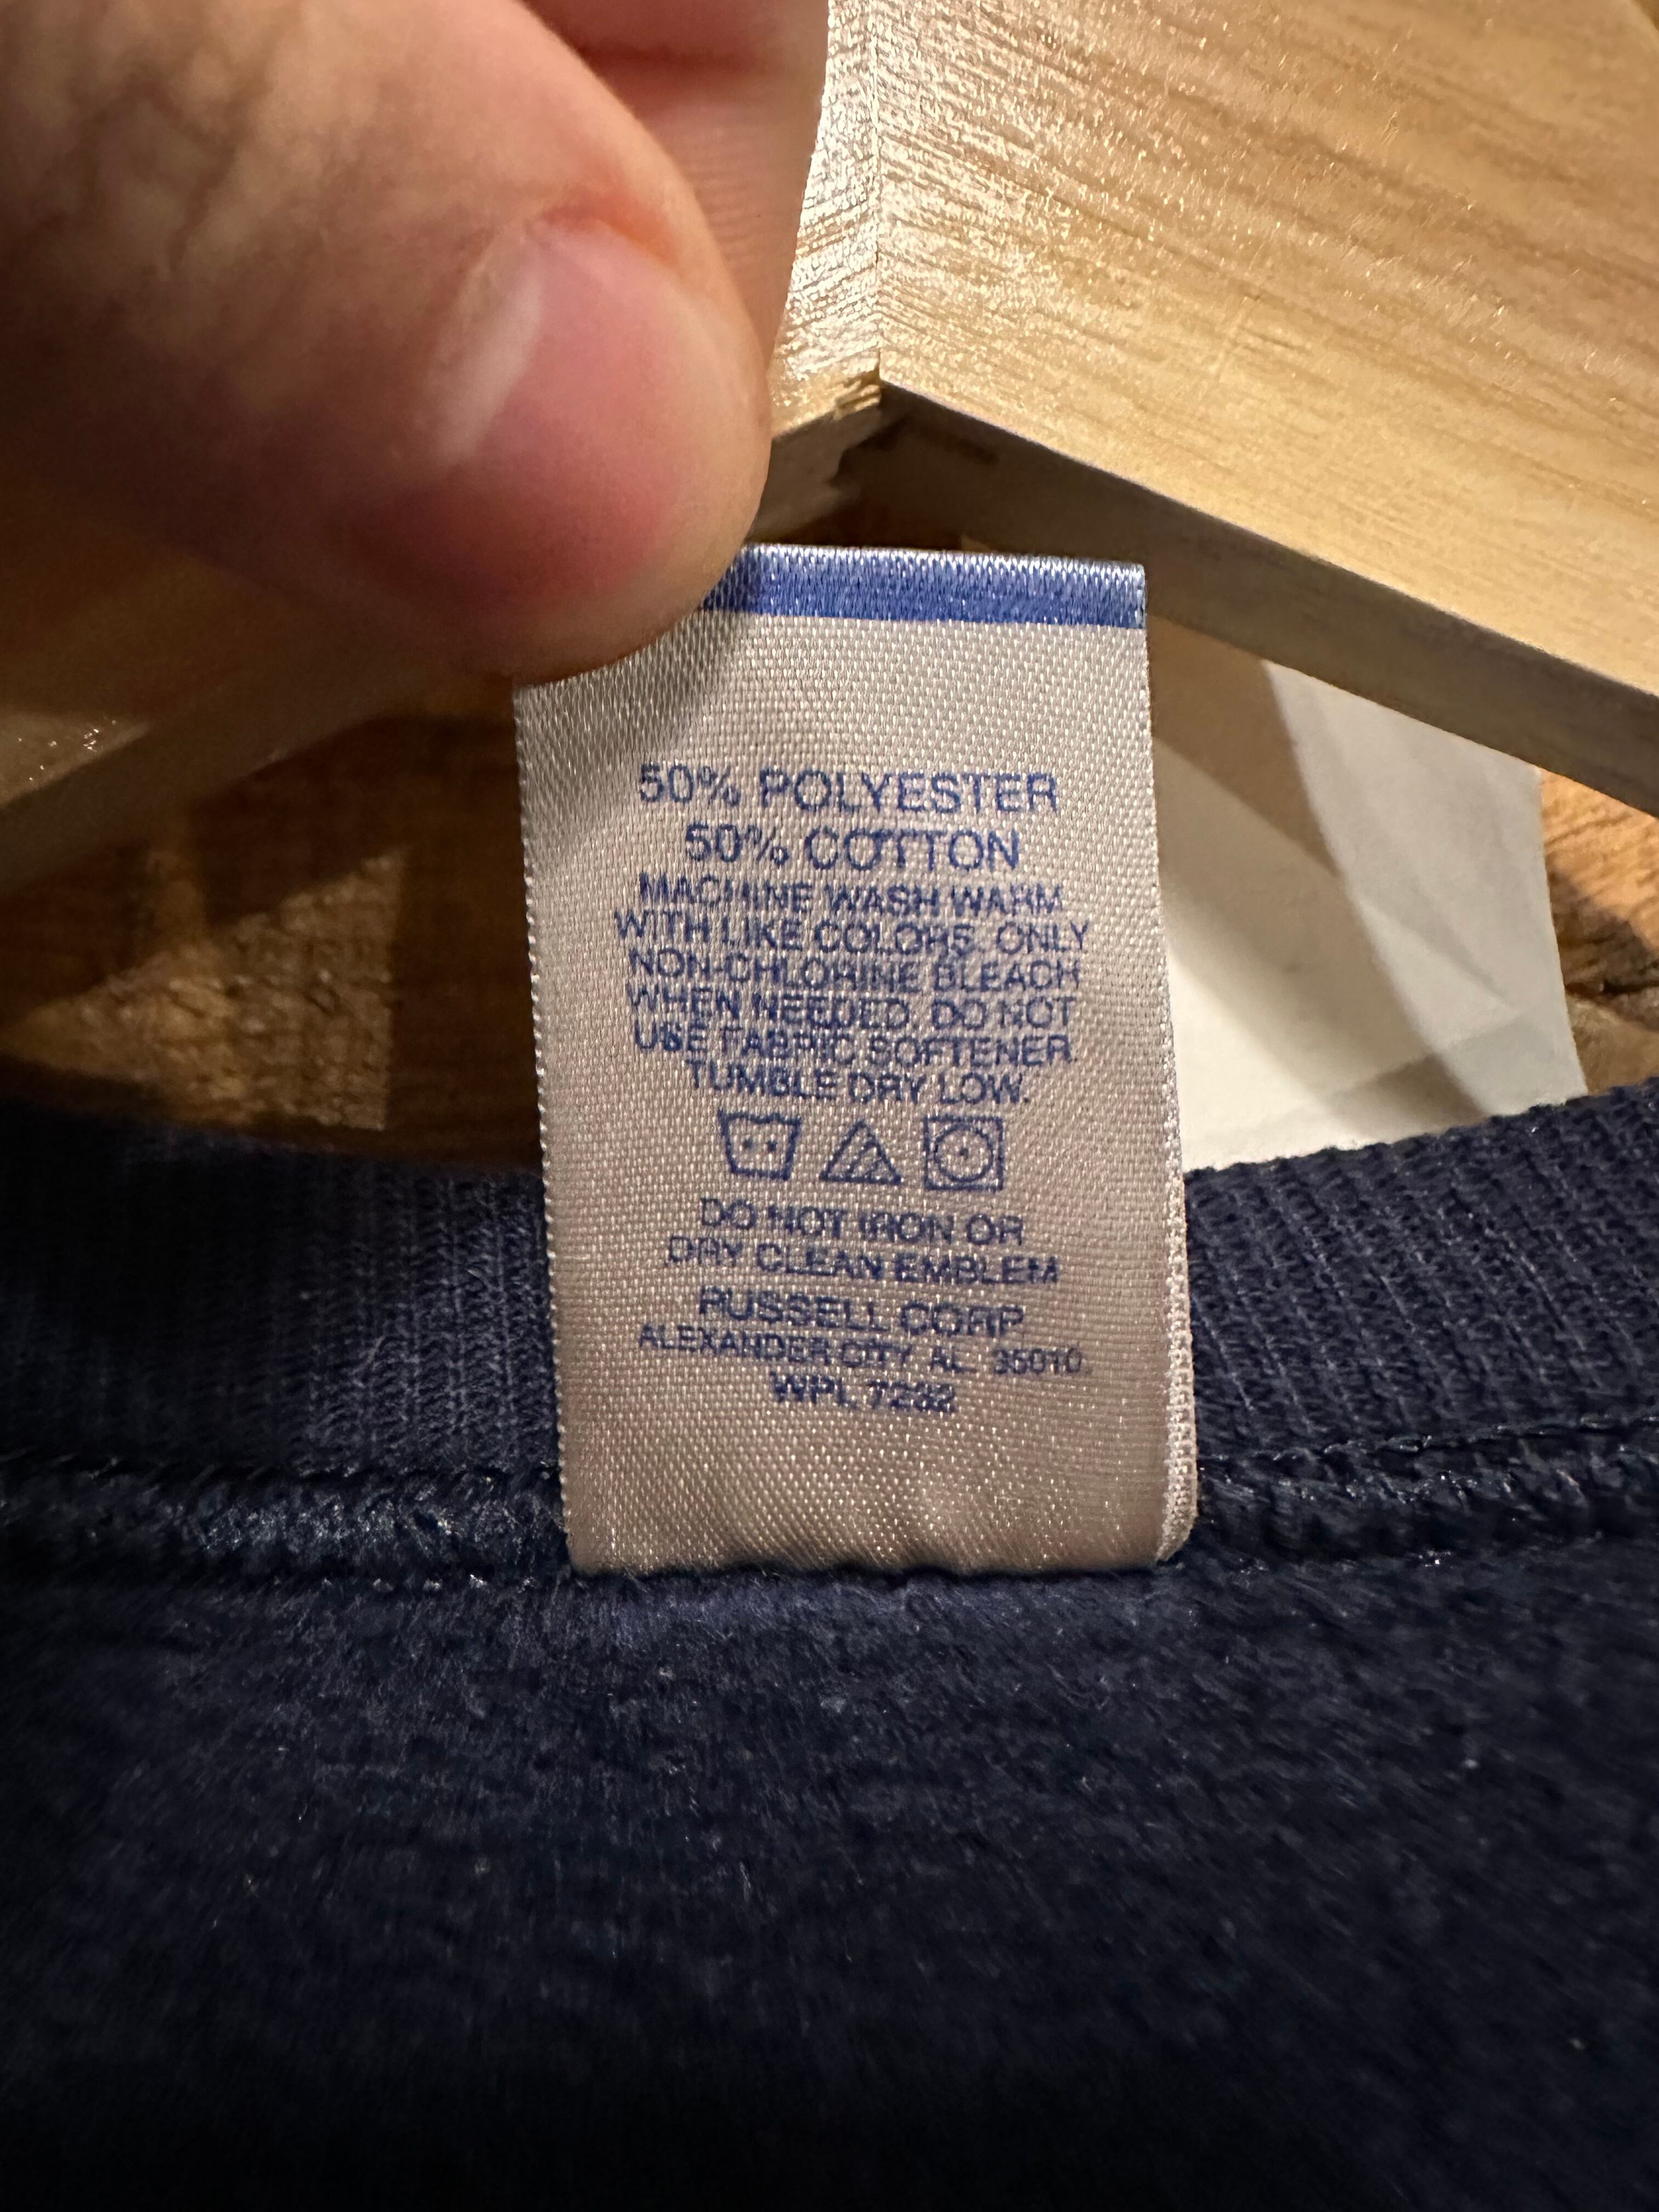 50% POLYESTER
50% COTTON
MACHINE WASH WARM
WITH LIKE COLORS. ONLY
NON-CHLORINE BLEACH
WHEN NEEDED. DO NOT
USE FABRIC SOFTENER.
TUMBLE DRY LOW.
DO NOT IRON OR
DRY CLEAN EMBLEM
RUSSELL CORP
ALEXANDER CITY AL. 35010
WPL 7232